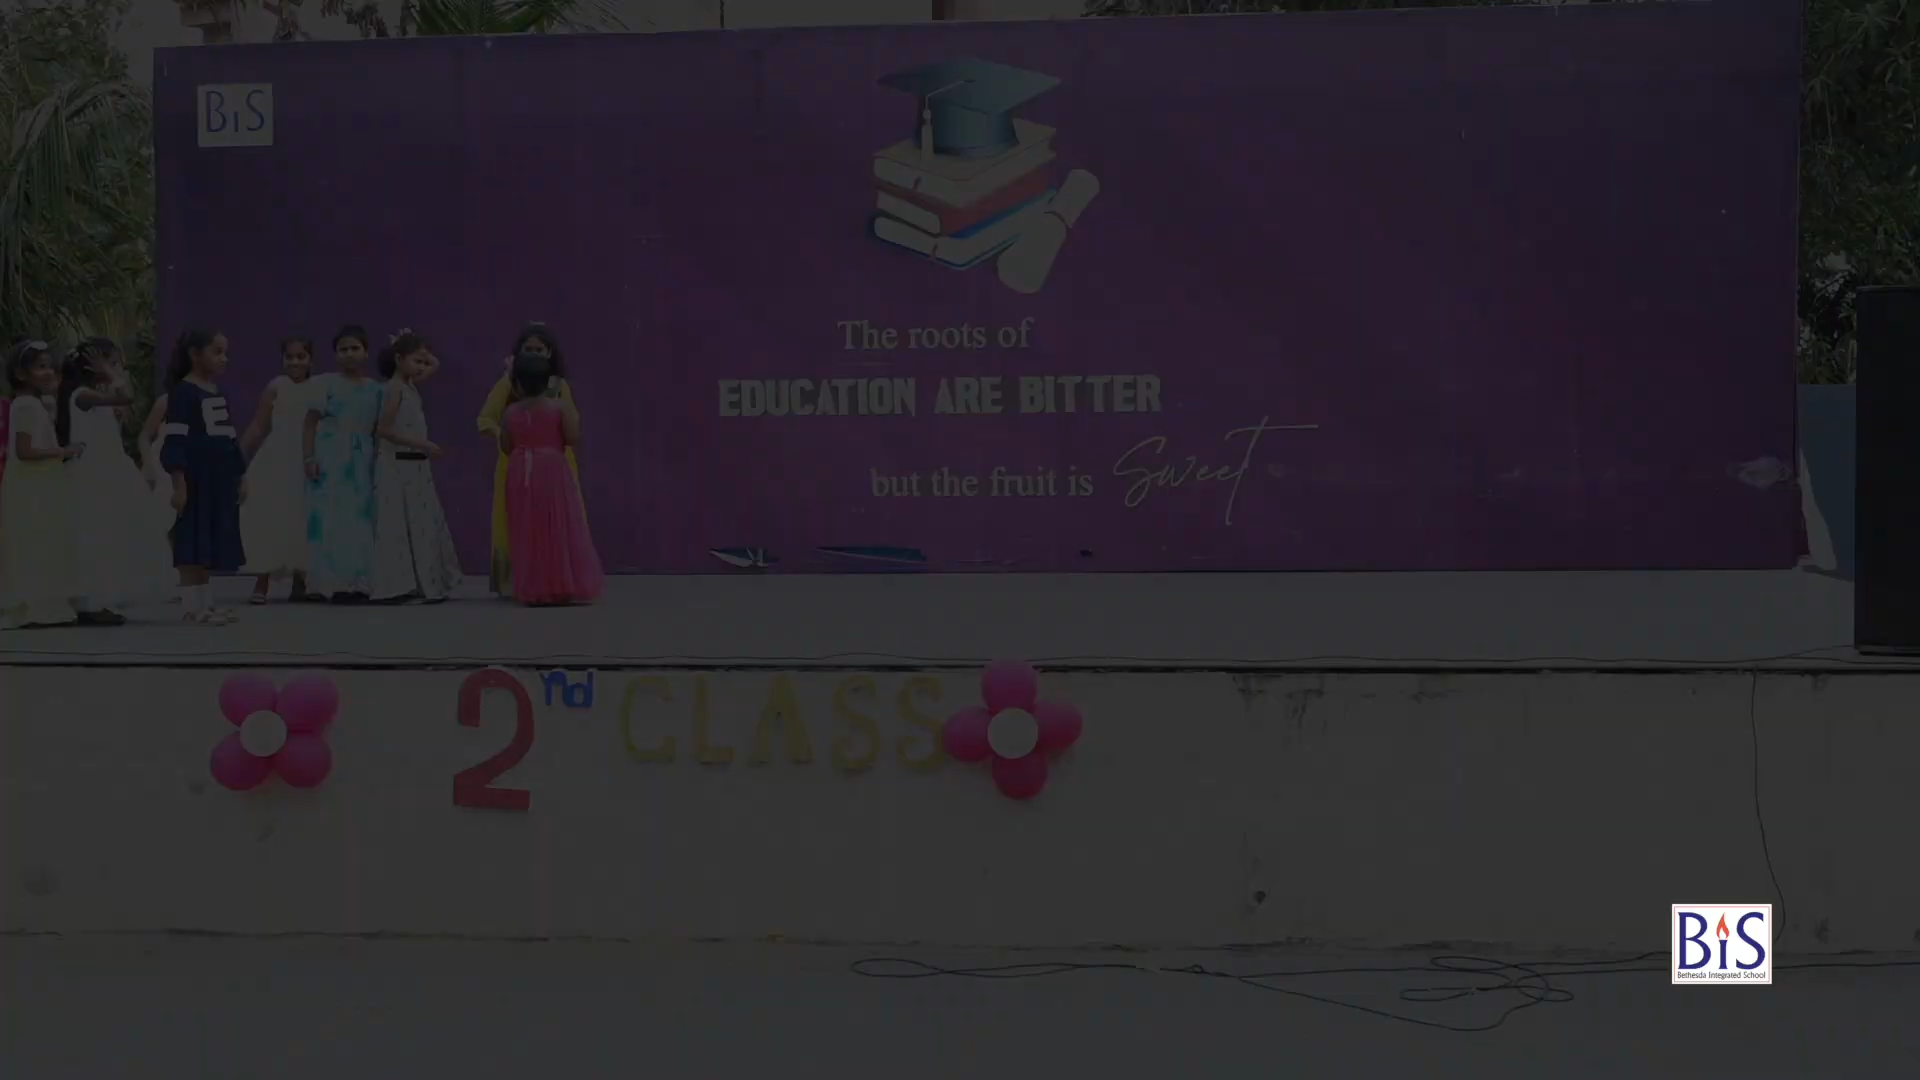 BiS
The roots of
EDUCATION ARE BITTER
but the fruit is Sweet
E
2nd CLASS
BiS
Bethesda Integrated School